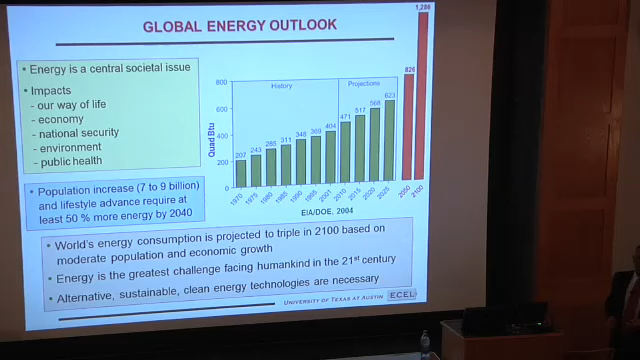 GLOBAL ENERGY OUTLOOK
• Energy is a central societal issue
• Impacts
- our way of life
- economy
- national security
- environment
- public health
• Population increase (7 to 9 billion)
and lifestyle advance require at
least 50 % more energy by 2040
Quad Btu
800
600
400
200
0
History
Projections
207
243
285
311
348
369
404
471
517
568
623
826
1,286
1970
1975
1980
1985
1990
1995
2001
2010
2015
2020
2025
2050
2100
EIA/DOE, 2004
• World's energy consumption is projected to triple in 2100 based on
moderate population and economic growth
• Energy is the greatest challenge facing humankind in the 21st century
• Alternative, sustainable, clean energy technologies are necessary
UNIVERSITY OF TEXAS AT AUSTIN
ECEL